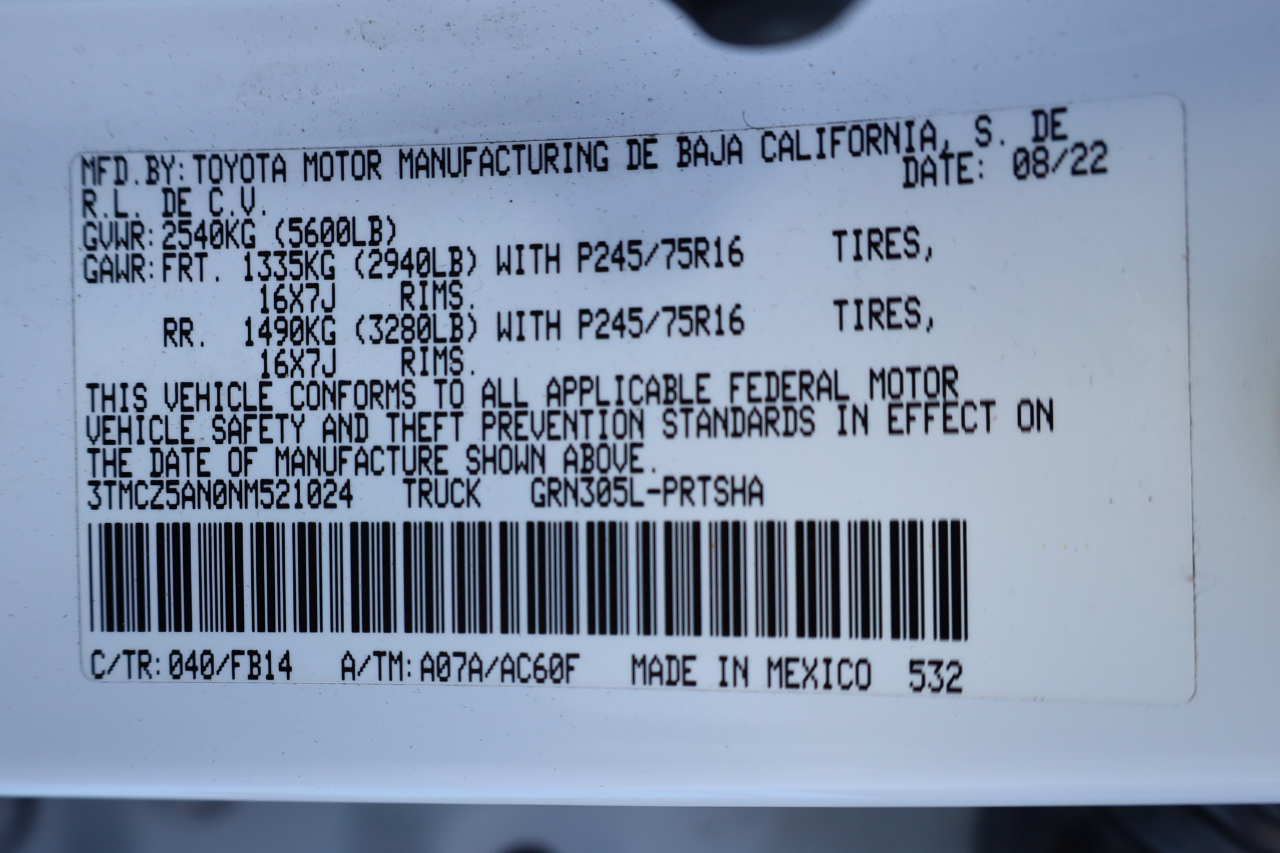 MFD.BY: TOYOTA MOTOR MANUFACTURING DE BAJA CALIFORNIA, S. DE
R.L. DE C.V. DATE: 08/22
GVWR: 2540KG (5600LB)
GAWR: FRT. 1335KG (2940LB) WITH P245/75R16 TIRES,
16X7J RIMS.
RR. 1490KG (3280LB) WITH P245/75R16 TIRES,
16X7J RIMS.
THIS VEHICLE CONFORMS TO ALL APPLICABLE FEDERAL MOTOR
VEHICLE SAFETY AND THEFT PREVENTION STANDARDS IN EFFECT ON
THE DATE OF MANUFACTURE SHOWN ABOVE.
3TMCZ5AN0NM521024 TRUCK GRN305L-PRTSHA
C/TR: 040/FB14 A/TM: A07A/AC60F MADE IN MEXICO 532